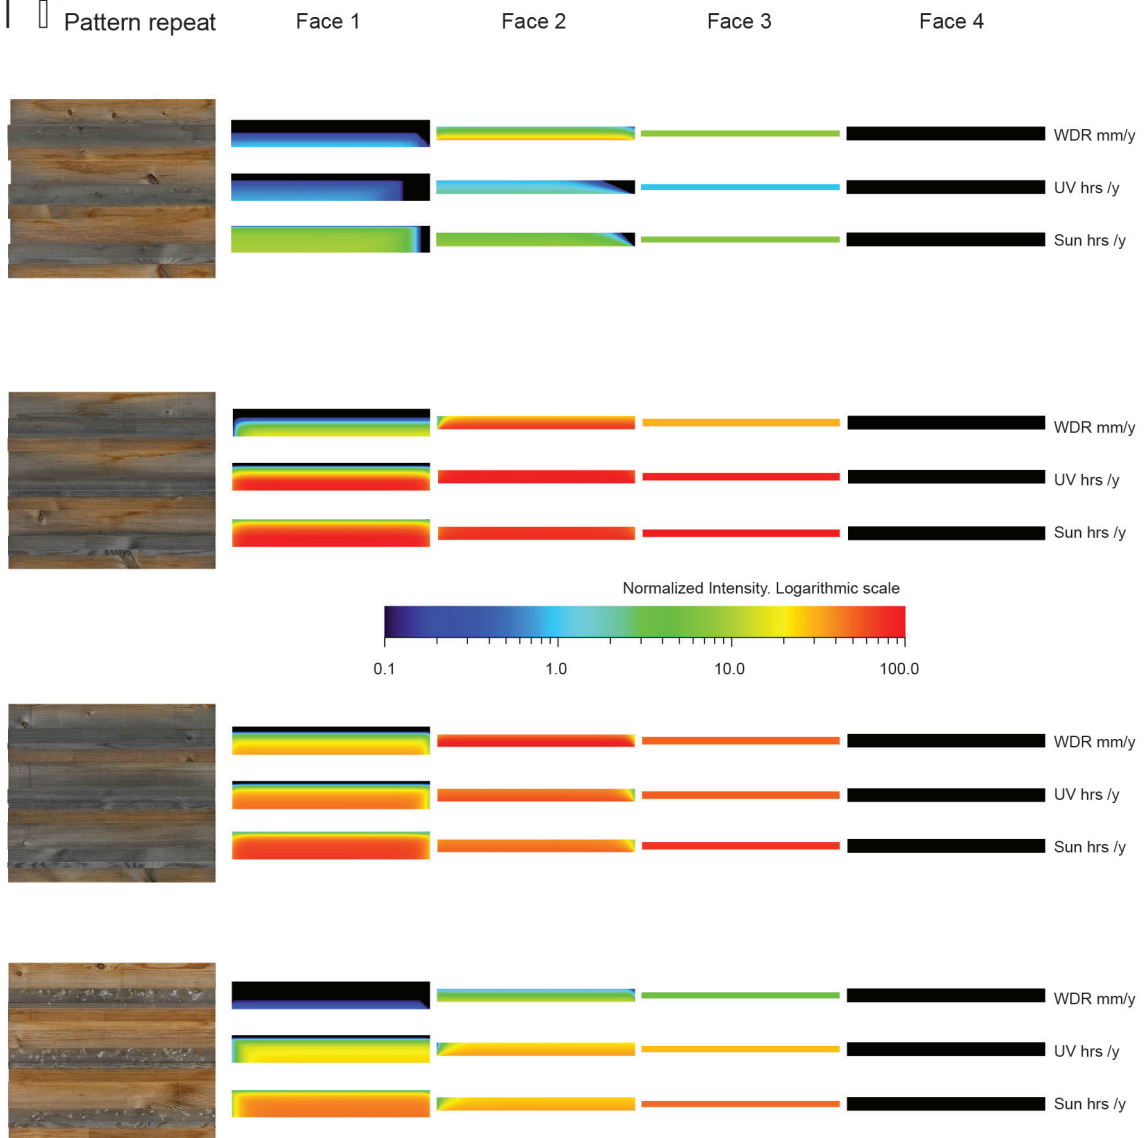 Pattern repeat Face 1 Face 2 Face 3 Face 4
WDR mm/y
UV hrs /y
Sun hrs /y
WDR mm/y
UV hrs /y
Sun hrs /y
Normalized Intensity. Logarithmic scale
0.1 1.0 10.0 100.0
WDR mm/y
UV hrs /y
Sun hrs /y
WDR mm/y
UV hrs /y
Sun hrs /y